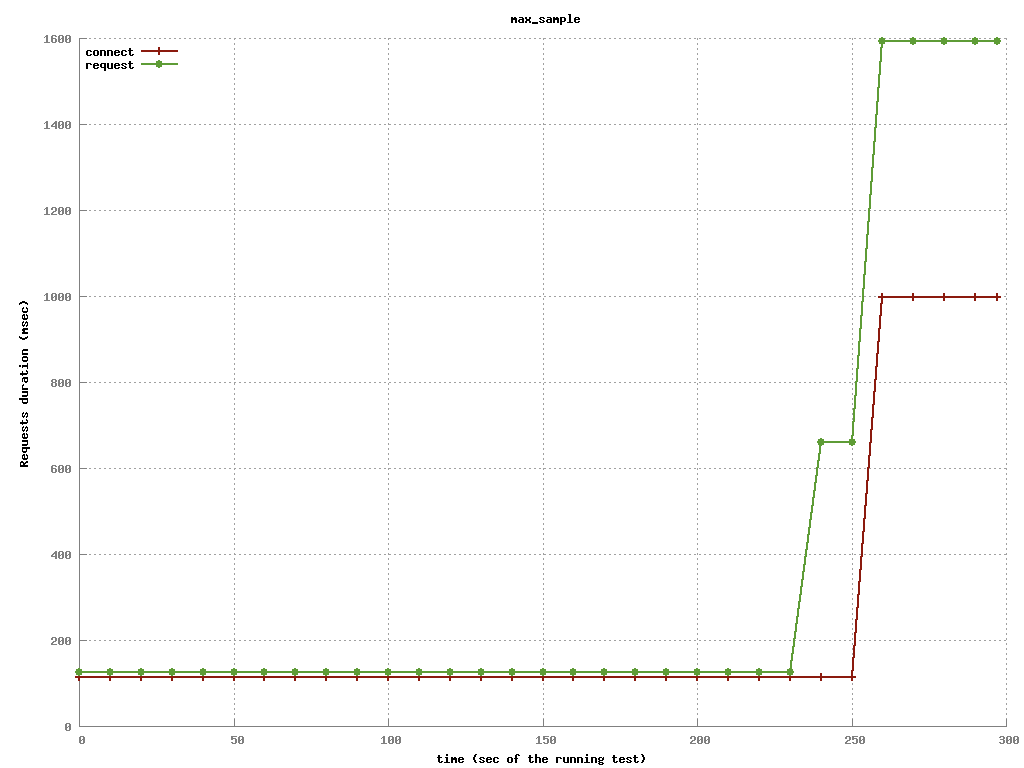 max_sample
connect
request
1600
1400
1200
1000
800
600
400
200
0
0 50 100 150 200 250 300
Requests duration (msec)
time (sec of the running test)